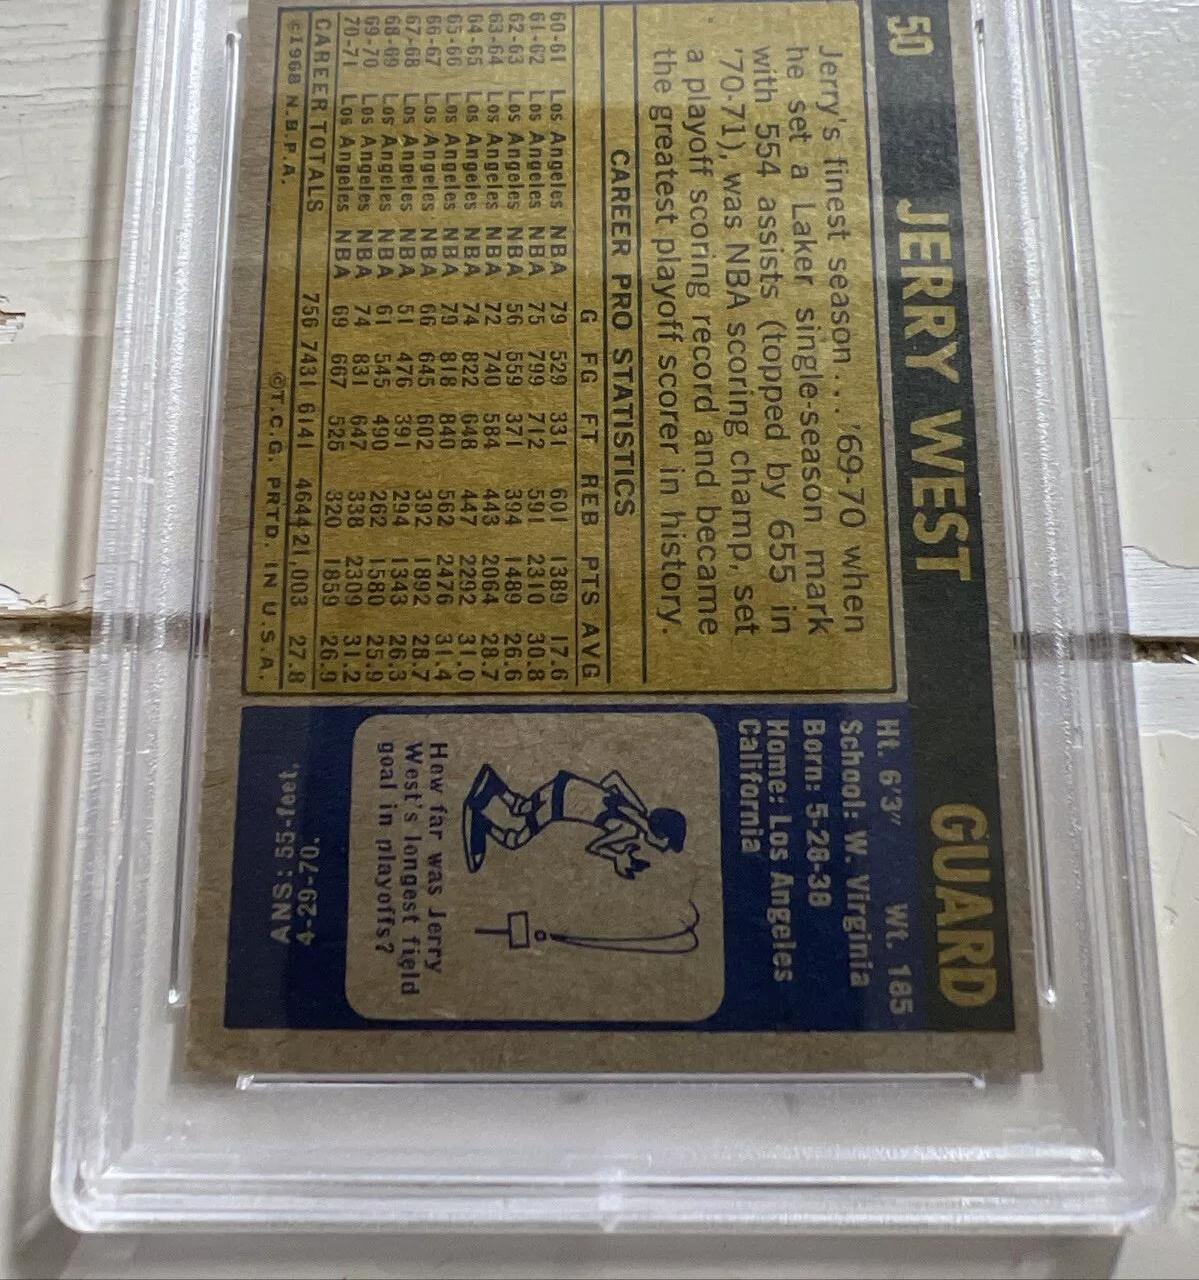 50 JERRY WEST GUARD
Jerry's finest season ... '69-70 when
he set a Laker single-season mark
with 554 assists (topped by 655 in
'70-71), was NBA scoring champ, set
a playoff scoring record and became
the greatest playoff scorer in history.
CAREER PRO STATISTICS
G FG FT REB PTS AVG
60-61 Los Angeles NBA 79 529 331 601 1389 17.6
61-62 Los Angeles NBA 75 799 712 591 2310 30.8
62-63 Los Angeles NBA 56 559 371 394 1489 26.6
63-64 Los Angeles NBA 72 740 584 443 2064 28.7
64-65 Los Angeles NBA 74 822 648 447 2292 31.0
65-66 Los Angeles NBA 79 818 840 562 2476 31.4
66-67 Los Angeles NBA 66 645 602 392 1892 28.7
67-68 Los Angeles NBA 51 476 391 294 1343 26.3
68-69 Los Angeles NBA 61 545 490 262 1580 25.9
69-70 Los Angeles NBA 74 831 647 338 2309 31.2
70-71 Los Angeles NBA 69 667 525 320 1859 26.9
CAREER TOTALS 756 7431 6141 4644 21,003 27.8
©1968 N.B.P.A. ©T.C.G. PRTD. IN U.S.A.
Ht. 6'3" Wt. 185
School: W. Virginia
Born: 5-28-38
Home: Los Angeles
California
How far was Jerry
West's longest field
goal in playoffs?
ANS: 55-feet,
4-29-70.